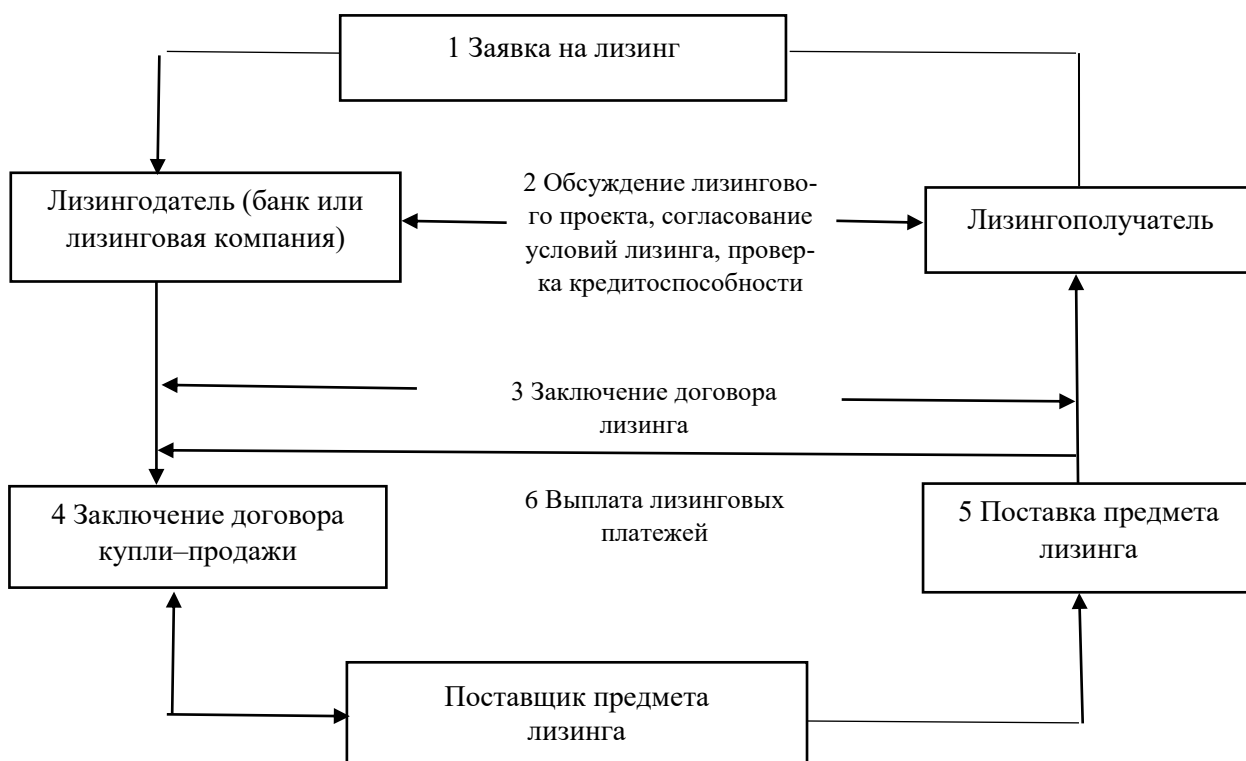 1 Заявка на лизинг
Лизингодатель (банк или
лизинговая компания)
2 Обсуждение лизингово-
го проекта, согласование
условий лизинга, провер-
ка кредитоспособности
Лизингополучатель
3 Заключение договора
лизинга
4 Заключение договора
купли–продажи
6 Выплата лизинговых
платежей
5 Поставка предмета
лизинга
Поставщик предмета
лизинга